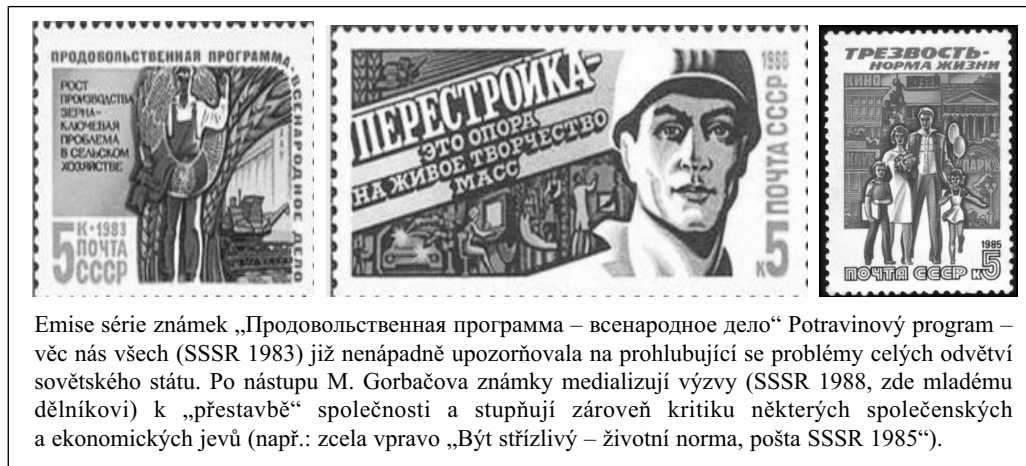 ПРОДОВОЛЬСТВЕННАЯ ПРОГРАММА-ВСЕНАРОДНОЕ ДЕЛО
РОСТ
ПРОИЗВОДСТВА
ЗЕРНА-
КЛЮЧЕВАЯ
ПРОБЛЕМА
В СЕЛЬСКОМ
ХОЗЯЙСТВЕ
5 К•1983
ПОЧТА
СССР
ПЕРЕСТРОЙКА-
ЭТО ОПОРА
НА ЖИВОЕ ТВОРЧЕСТВО
МАСС
1988
ПОЧТА СССР
5 К
ТРЕЗВОСТЬ-
НОРМА ЖИЗНИ
КИНО
КЛУБ
ПАРК
1985
ПОЧТА СССР К5
Emise série známek „Продовольственная программа – всенародное дело“ Potravinový program –
věc nás všech (SSSR 1983) již nenápadně upozorňovala na prohlubující se problémy celých odvětví
sovětského státu. Po nástupu M. Gorbačova známky medializují výzvy (SSSR 1988, zde mladému
dělníkovi) k „přestavbě“ společnosti a stupňují zároveň kritiku některých společenských
a ekonomických jevů (např.: zcela vpravo „Být střízlivý – životní norma, pošta SSSR 1985“).